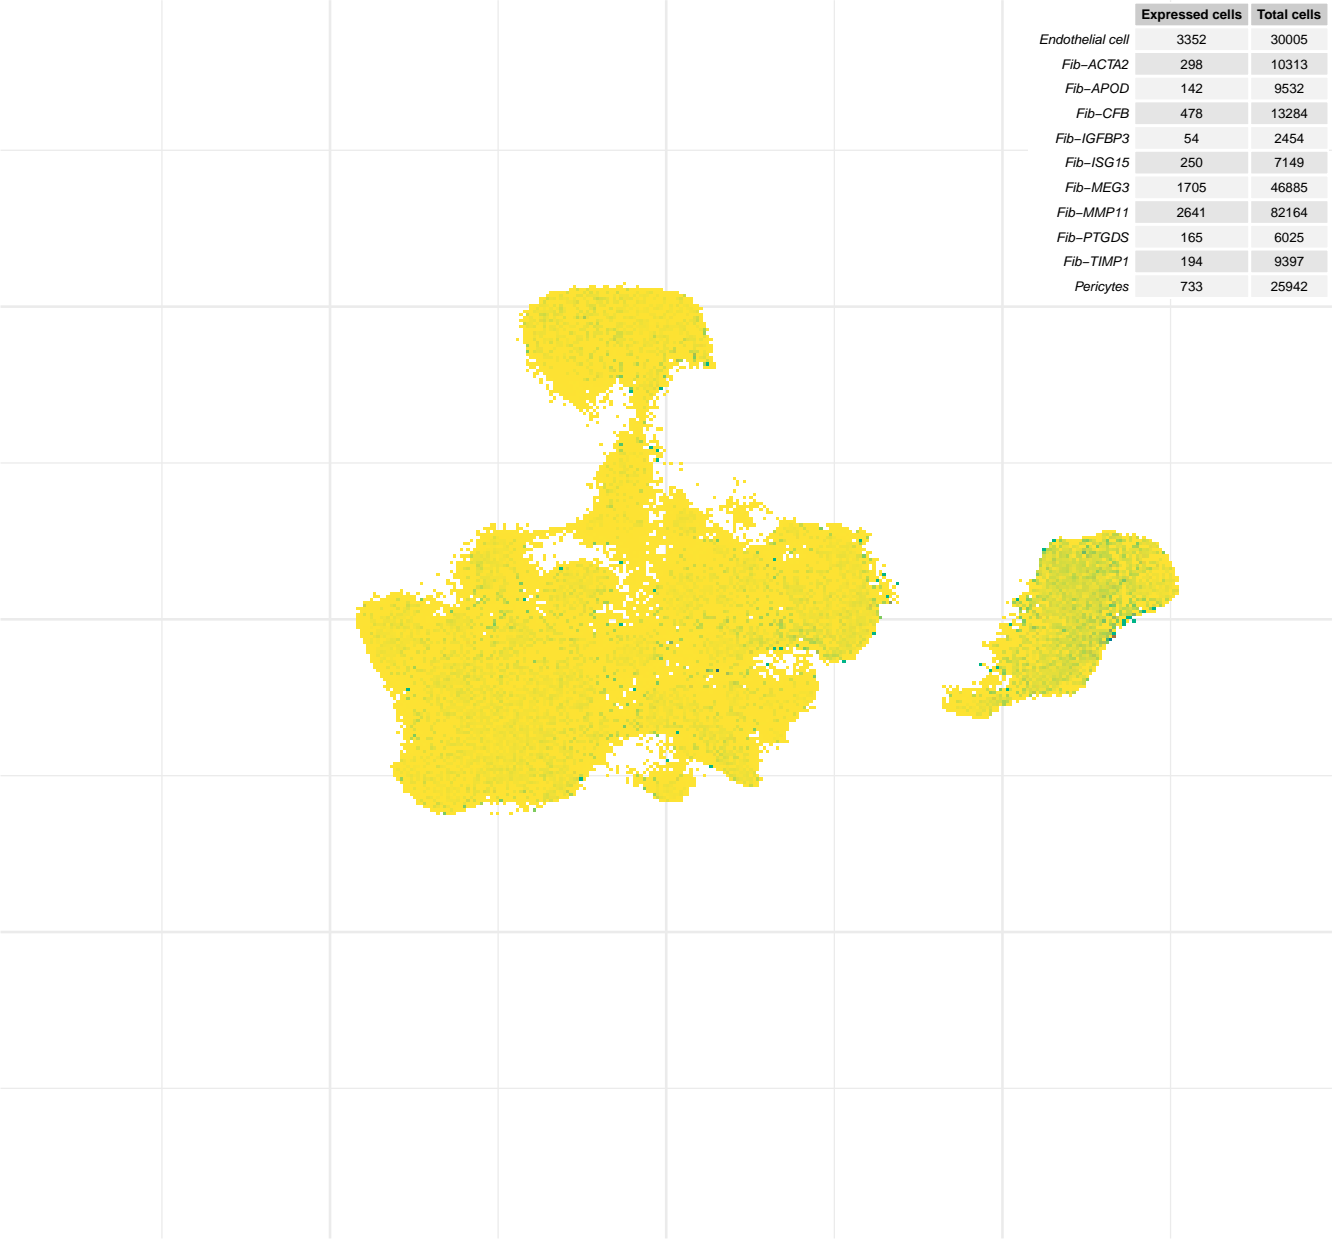 Expressed cells Total cells
Endothelial cell 3352 30005
Fib−ACTA2 298 10313
Fib−APOD 142 9532
Fib−CFB 478 13284
Fib−IGFBP3 54 2454
Fib−ISG15 250 7149
Fib−MEG3 1705 46885
Fib−MMP11 2641 82164
Fib−PTGDS 165 6025
Fib−TIMP1 194 9397
Pericytes 733 25942